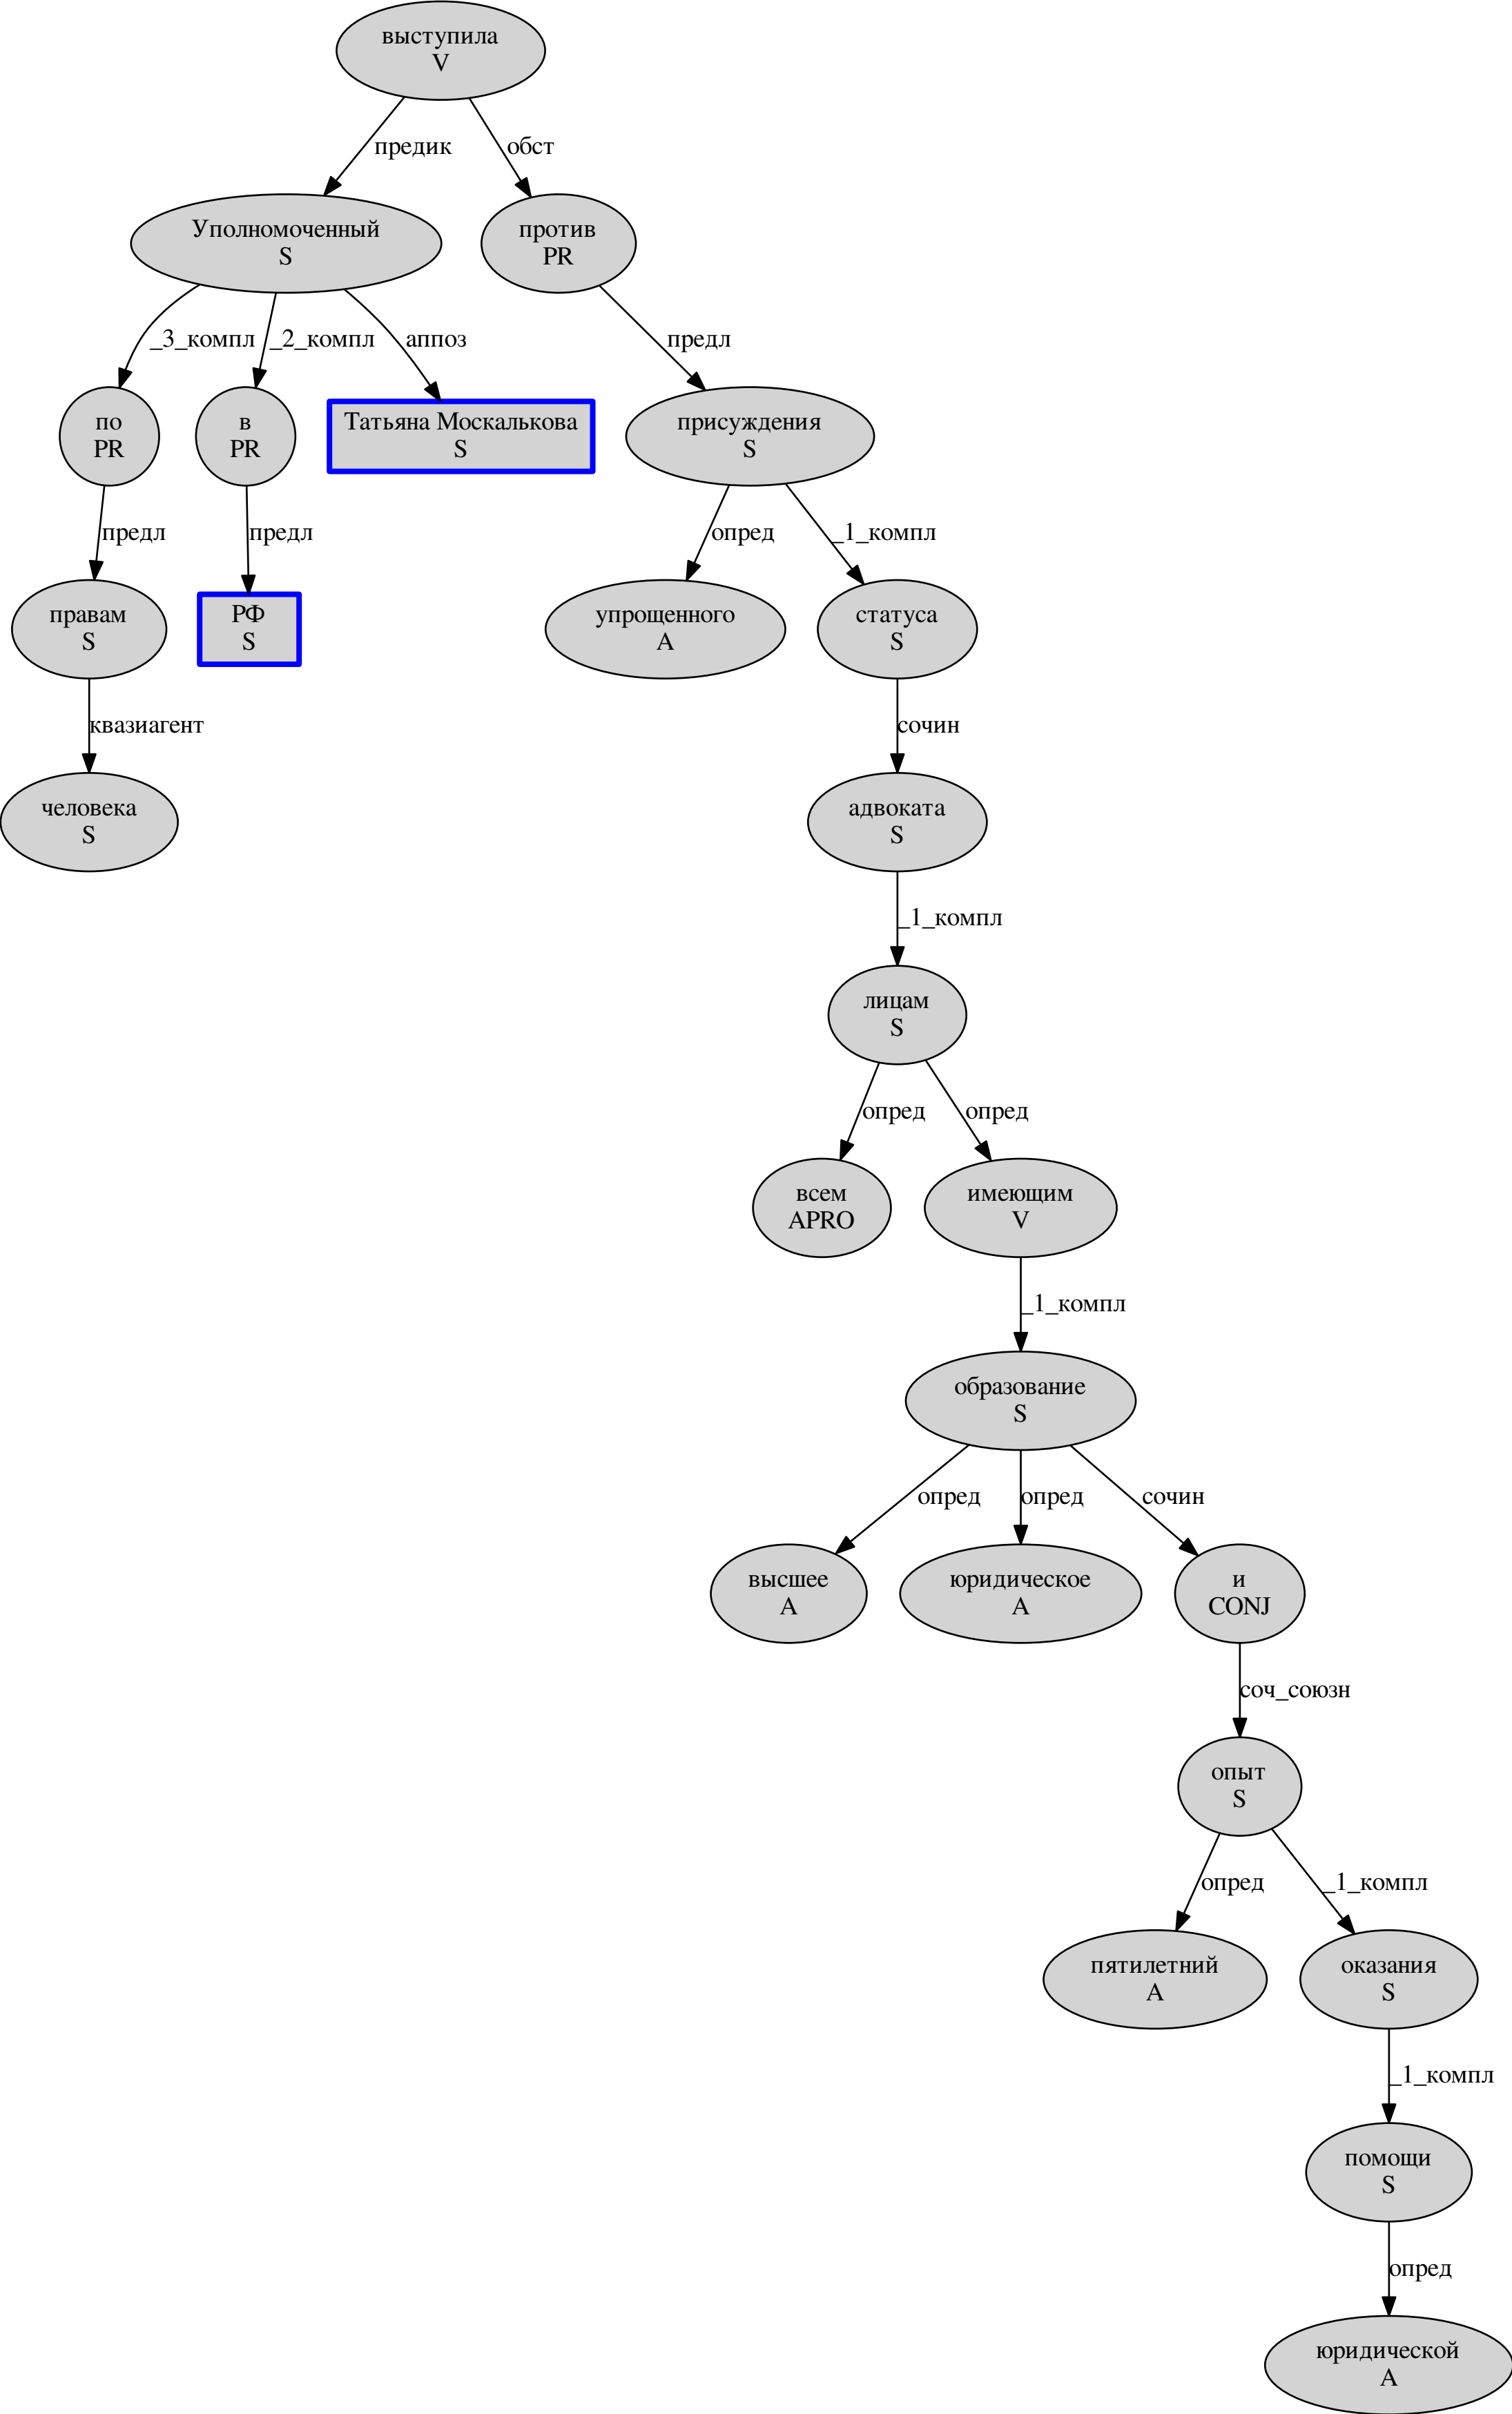 выступила
V
предик
обст
Уполномоченный
S
против
PR
_3_компл
_2_компл
аппоз
предл
по
PR
в
PR
Татьяна Москалькова
S
присуждения
S
предл
предл
опред
_1_компл
правам
S
РФ
S
упрощенного
A
статуса
S
квазиагент
сочин
человека
S
адвоката
S
_1_компл
лицам
S
опред
опред
всем
APRO
имеющим
V
_1_компл
образование
S
опред
опред
сочин
высшее
A
юридическое
A
и
CONJ
соч_союзн
опыт
S
опред
_1_компл
пятилетний
A
оказания
S
_1_компл
помощи
S
опред
юридической
A